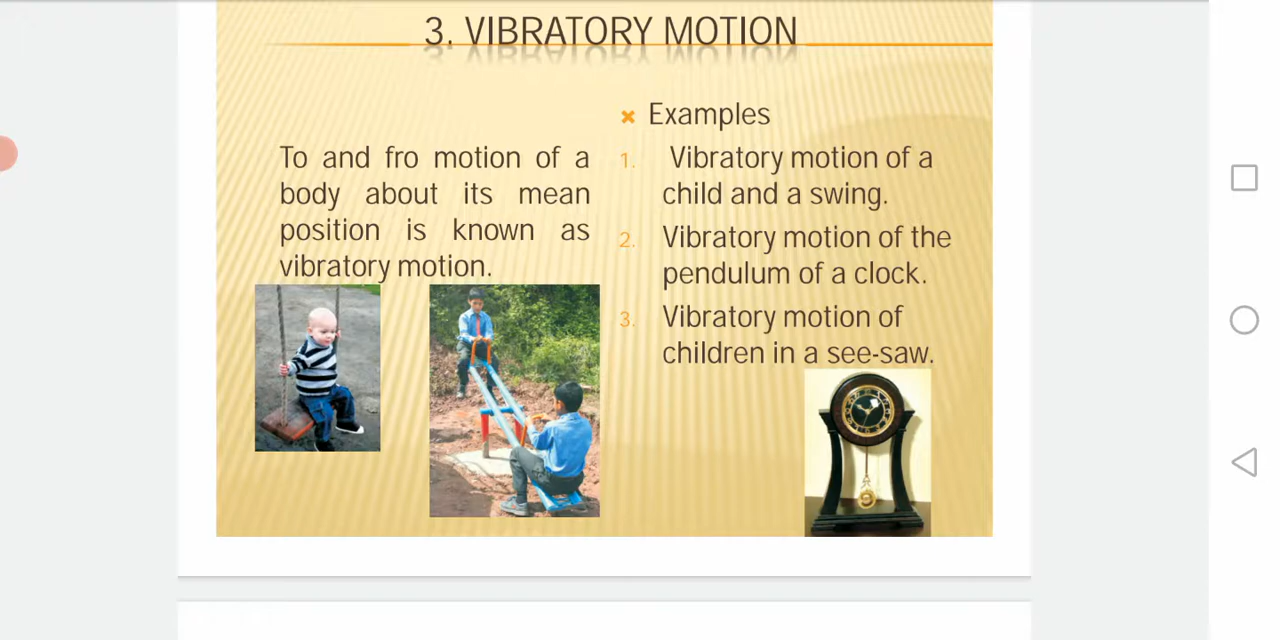 3. VIBRATORY MOTION
To and fro motion of a
body about its mean
position is known as
vibratory motion.
Examples
1. Vibratory motion of a
child and a swing.
2. Vibratory motion of the
pendulum of a clock.
3. Vibratory motion of
children in a see-saw.